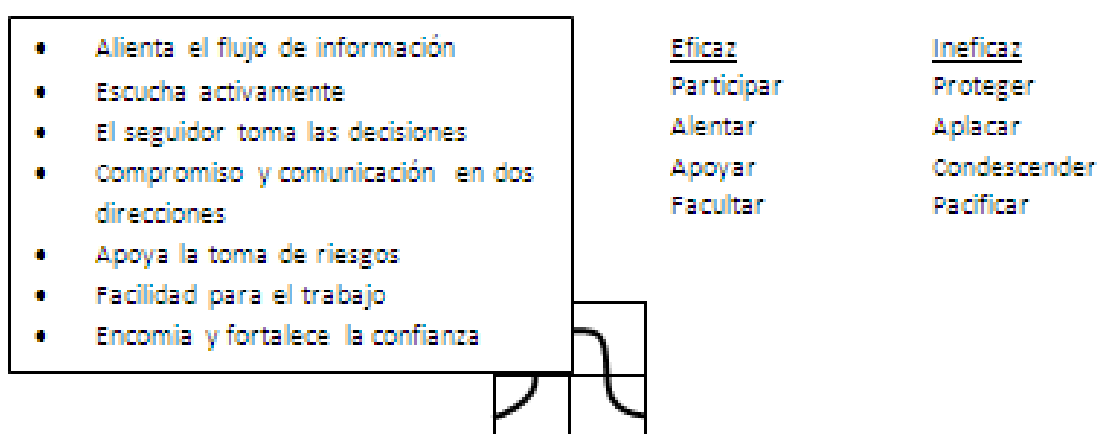 • Alienta el flujo de información
• Escucha activamente
• El seguidor toma las decisiones
• Compromiso y comunicación en dos
direcciones
• Apoya la toma de riesgos
• Facilidad para el trabajo
• Encomia y fortalece la confianza
Eficaz
Participar
Alentar
Apoyar
Facultar
Ineficaz
Proteger
Aplacar
Condescender
Pacificar